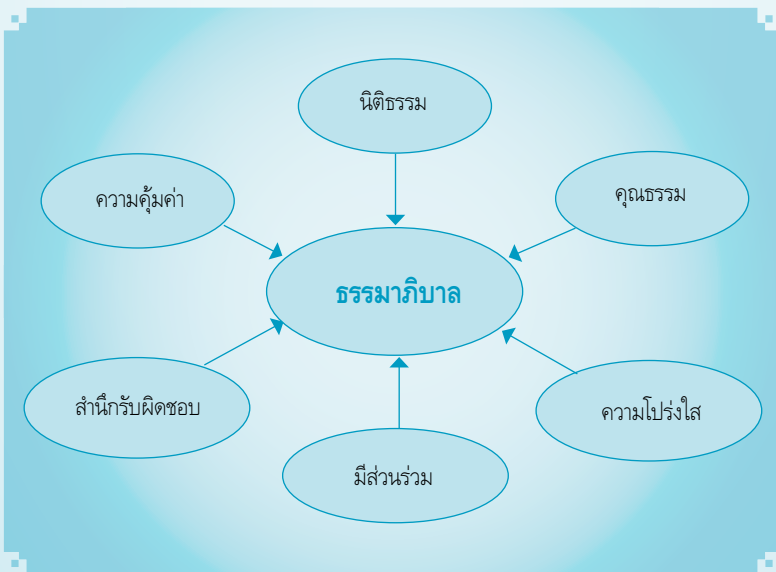 นิติธรรม
ความคุ้มค่า
คุณธรรม
ธรรมาภิบาล
สำนึกรับผิดชอบ
ความโปร่งใส
มีส่วนร่วม